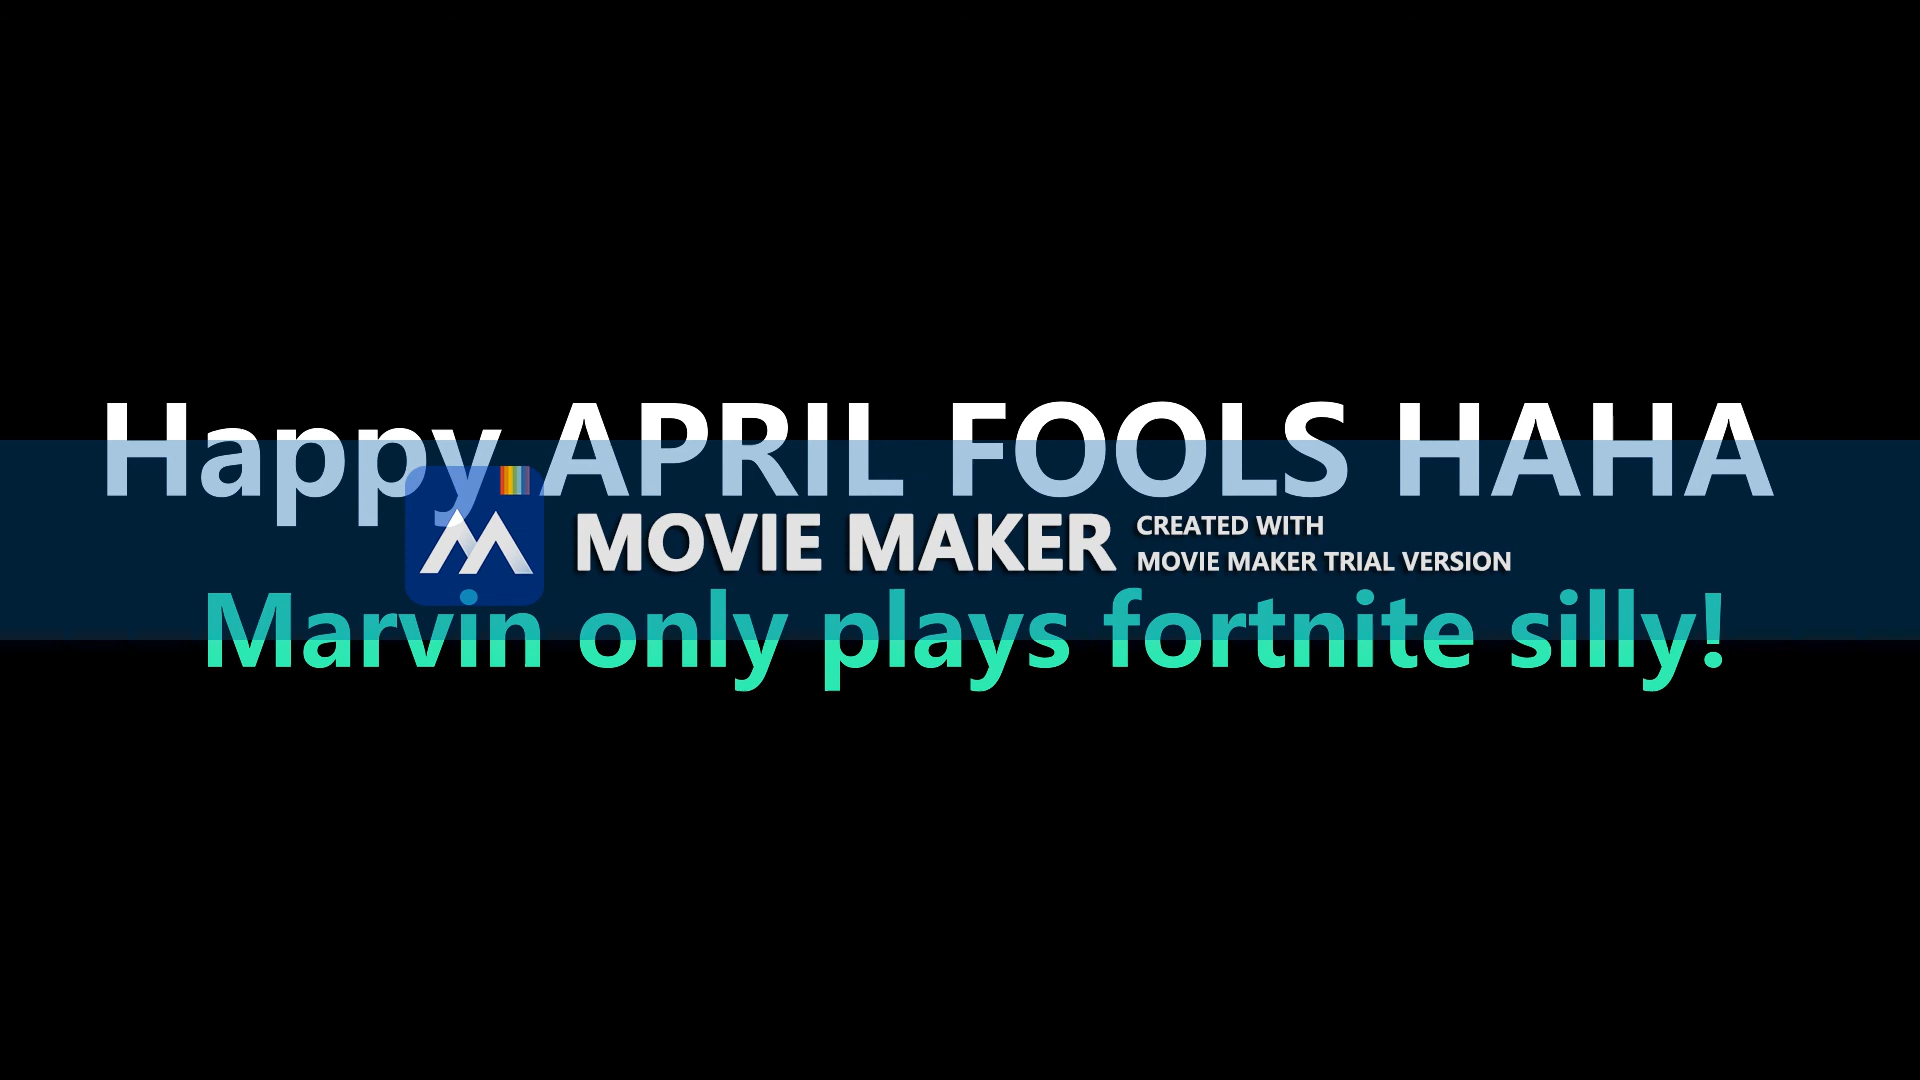 Happy APRIL FOOLS HAHA
MOVIE MAKER
CREATED WITH
MOVIE MAKER TRIAL VERSION
Marvin only plays fortnite silly!